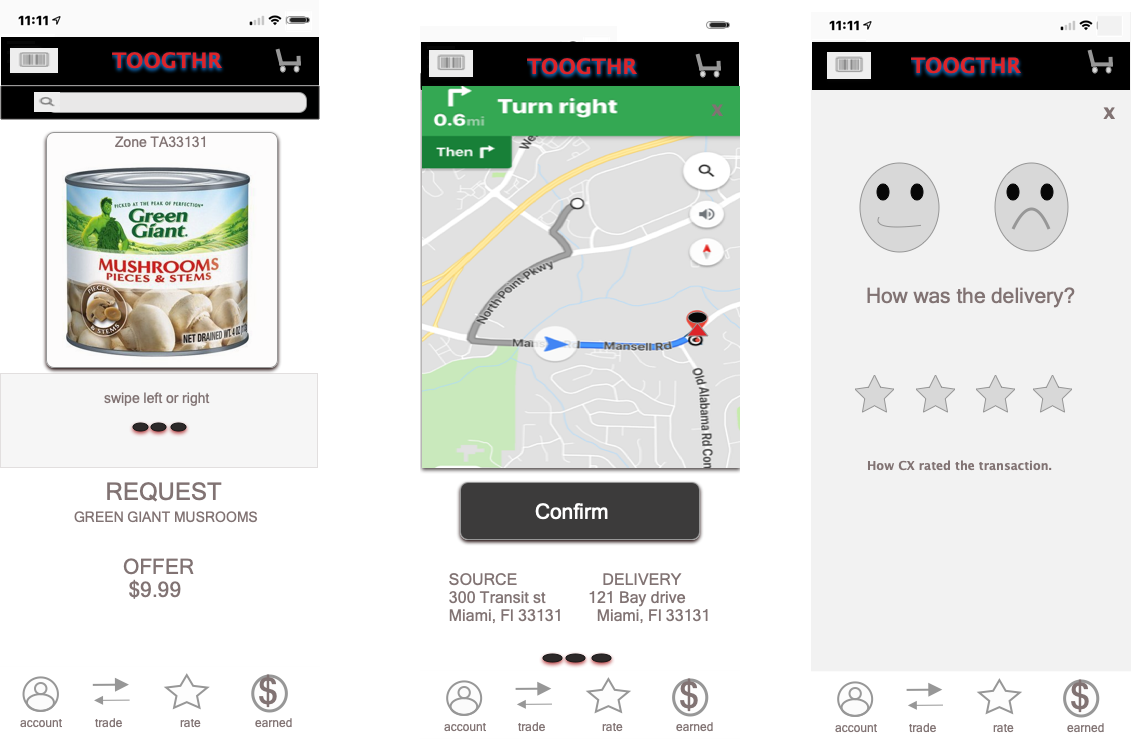 11:11
TOOGTHR
Zone TA33131
PICKED AT THE PEAK OF PERFECTION
Green
Giant
MUSHROOMS
PIECES & STEMS
PIECES
& STEMS
NET DRAINED WT. 4 OZ
swipe left or right
REQUEST
GREEN GIANT MUSROOMS
OFFER
$9.99
account
trade
rate
$
earned
TOOGTHR
Turn right
x
0.6 mi
Then
North Point Pkwy
Mansell Rd
Old Alabama Rd Con
Confirm
SOURCE
300 Transit st
Miami, Fl 33131
DELIVERY
121 Bay drive
Miami, Fl 33131
account
trade
rate
$
earned
11:11
TOOGTHR
x
How was the delivery?
How CX rated the transaction.
account
trade
rate
$
earned